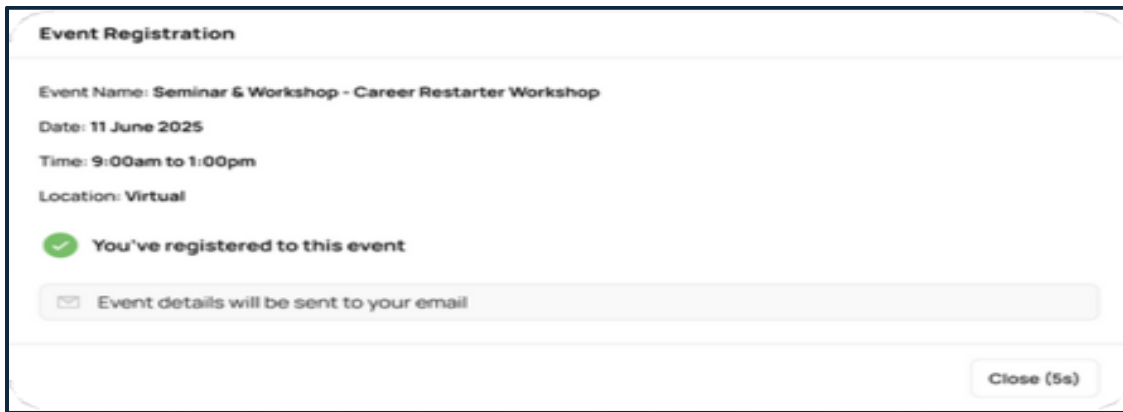 Event Registration
Event Name: Seminar & Workshop - Career Restarter Workshop
Date: 11 June 2025
Time: 9:00am to 1:00pm
Location: Virtual
You've registered to this event
Event details will be sent to your email
Close (5s)